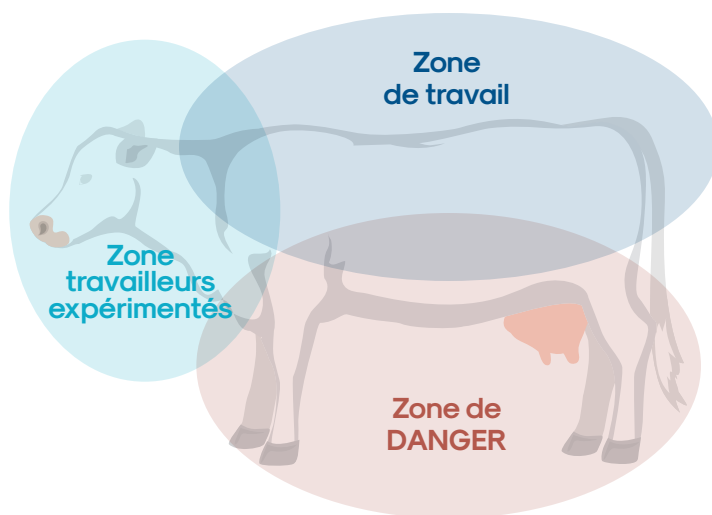 Zone
de travail
Zone
travailleurs
expérimentés
Zone de
DANGER